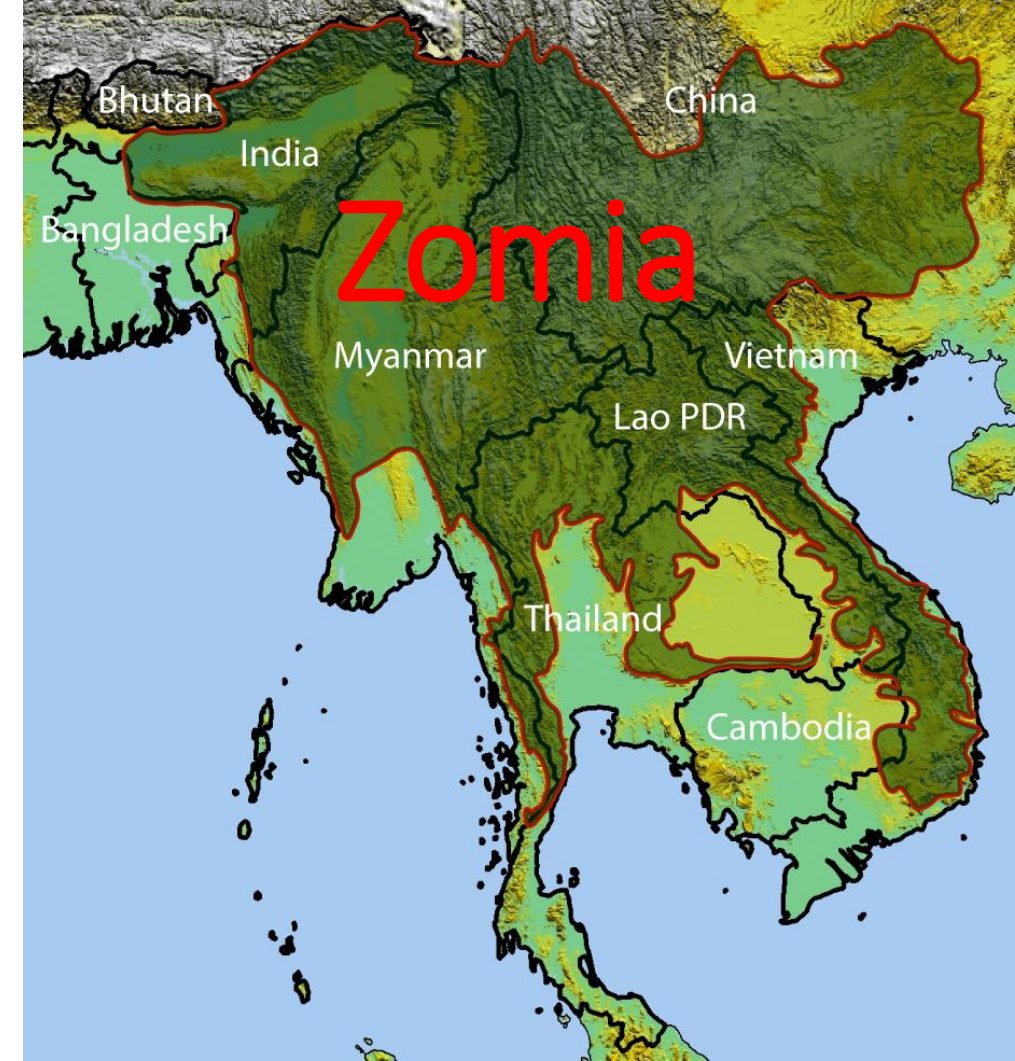 Bhutan
China
India
Zomia
Bangladesh
Myanmar
Vietnam
Lao PDR
Thailand
Cambodia